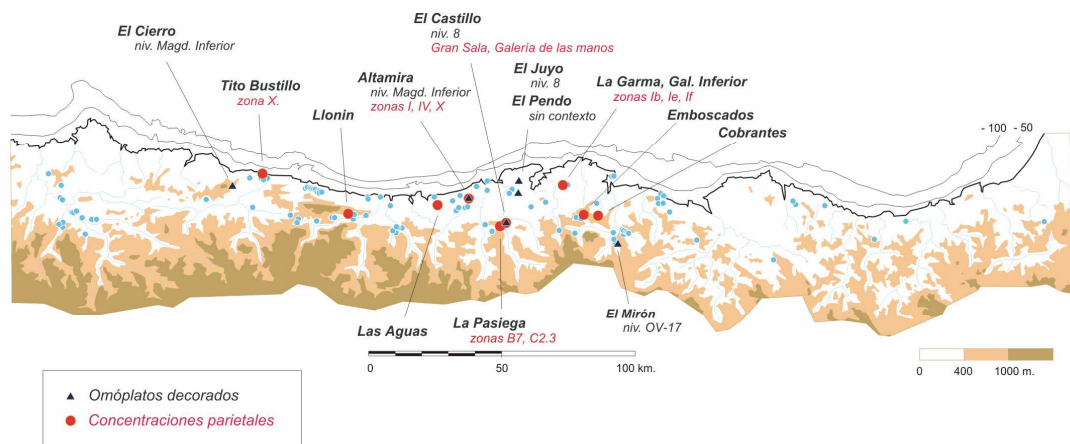 El Cierro
niv. Magd. Inferior
Tito Bustillo
zona X.
Llonin
Altamira
niv. Magd. Inferior
zonas I, IV, X
El Castillo
niv. 8
Gran Sala, Galería de las manos
El Juyo
niv. 8
El Pendo
sin contexto
La Garma, Gal. Inferior
zonas Ib, Ie, If
Emboscados
Cobrantes
- 100 - 50
Las Aguas
La Pasiega
zonas B7, C2.3
El Mirón
niv. OV-17
0 50 100 km.
0 400 1000 m.
Omóplatos decorados
Concentraciones parietales